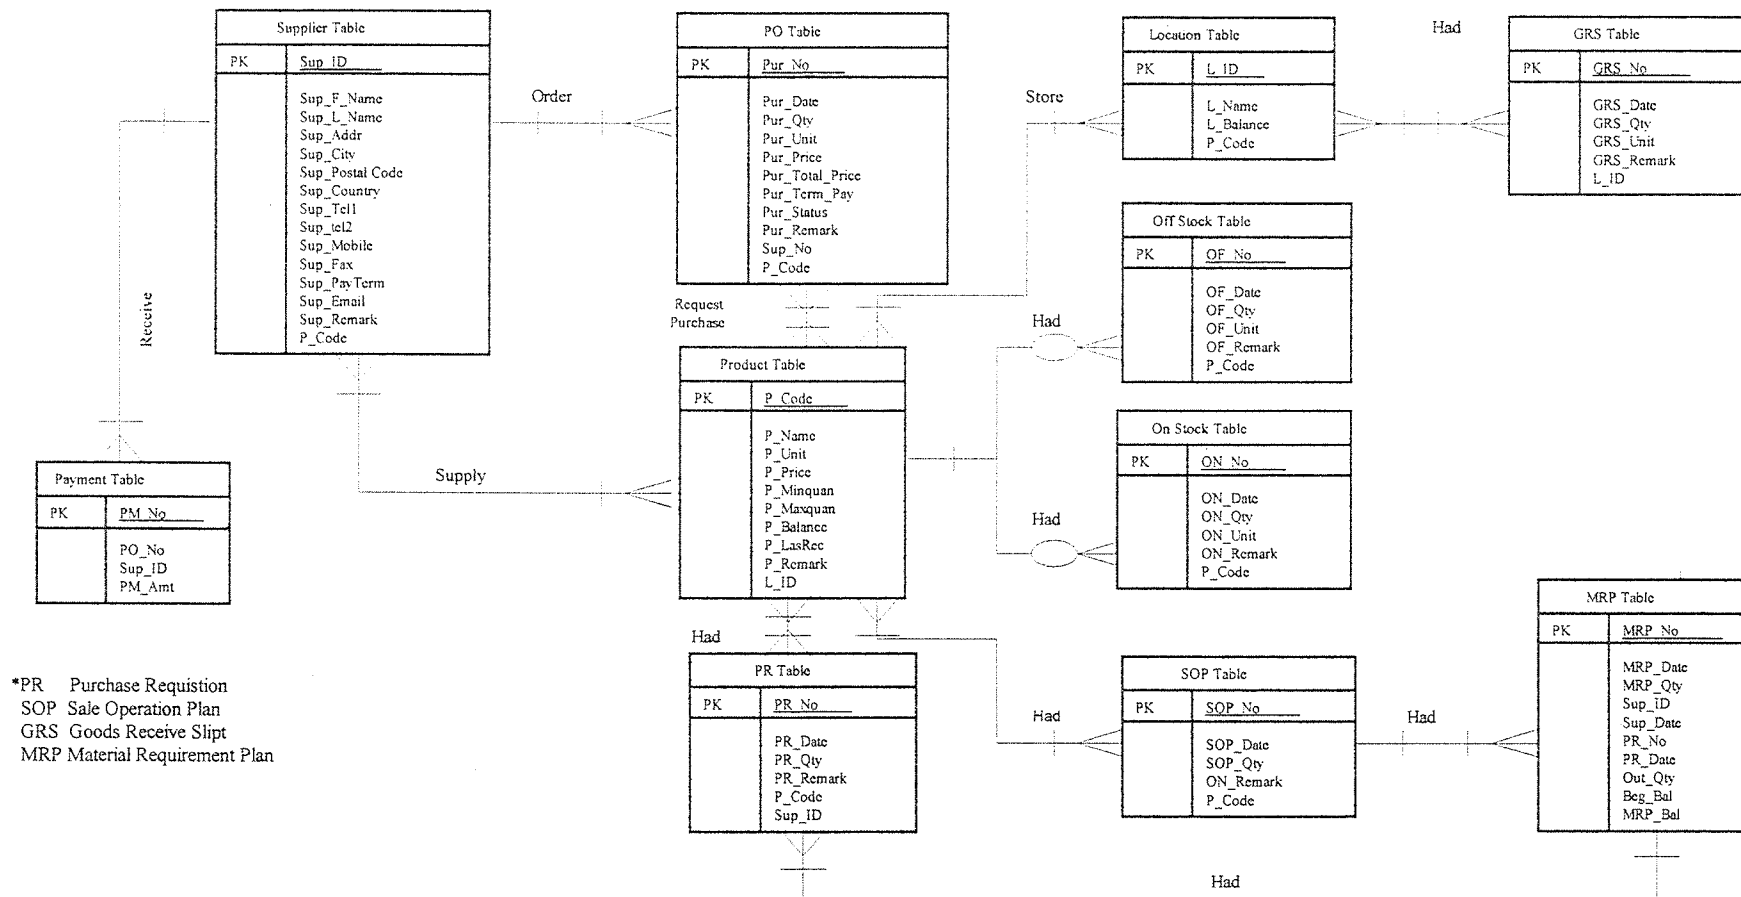 Supplier Table
PK Sup_ID
Sup_F_Name
Sup_L_Name
Sup_Addr
Sup_City
Sup_Postal Code
Sup_Country
Sup_Tel1
Sup_tel2
Sup_Mobile
Sup_Fax
Sup_PayTerm
Sup_Email
Sup_Remark
P_Code
Order
PO Table
PK Pur_No
Pur_Date
Pur_Qty
Pur_Unit
Pur_Price
Pur_Total_Price
Pur_Term_Pay
Pur_Status
Pur_Remark
Sup_No
P_Code
Store
Location Table
PK L_ID
L_Name
L_Balance
P_Code
Had
GRS Table
PK GRS_No
GRS_Date
GRS_Qty
GRS_Unit
GRS_Remark
L_ID
Off Stock Table
PK OF_No
OF_Date
OF_Qty
OF_Unit
OF_Remark
P_Code
Had
Request
Purchase
Receive
Product Table
PK P_Code
P_Name
P_Unit
P_Price
P_Minquan
P_Maxquan
P_Balance
P_LasRec
P_Remark
L_ID
On Stock Table
PK ON_No
ON_Date
ON_Qty
ON_Unit
ON_Remark
P_Code
Had
Supply
Payment Table
PK PM_No
PO_No
Sup_ID
PM_Amt
Had
PR Table
PK PR_No
PR_Date
PR_Qty
PR_Remark
P_Code
Sup_ID
Had
SOP Table
PK SOP_No
SOP_Date
SOP_Qty
ON_Remark
P_Code
Had
MRP Table
PK MRP_No
MRP_Date
MRP_Qty
Sup_ID
Sup_Date
PR_No
PR_Date
Out_Qty
Beg_Bal
MRP_Bal
*PR Purchase Requistion
SOP Sale Operation Plan
GRS Goods Receive Slipt
MRP Material Requirement Plan
Had